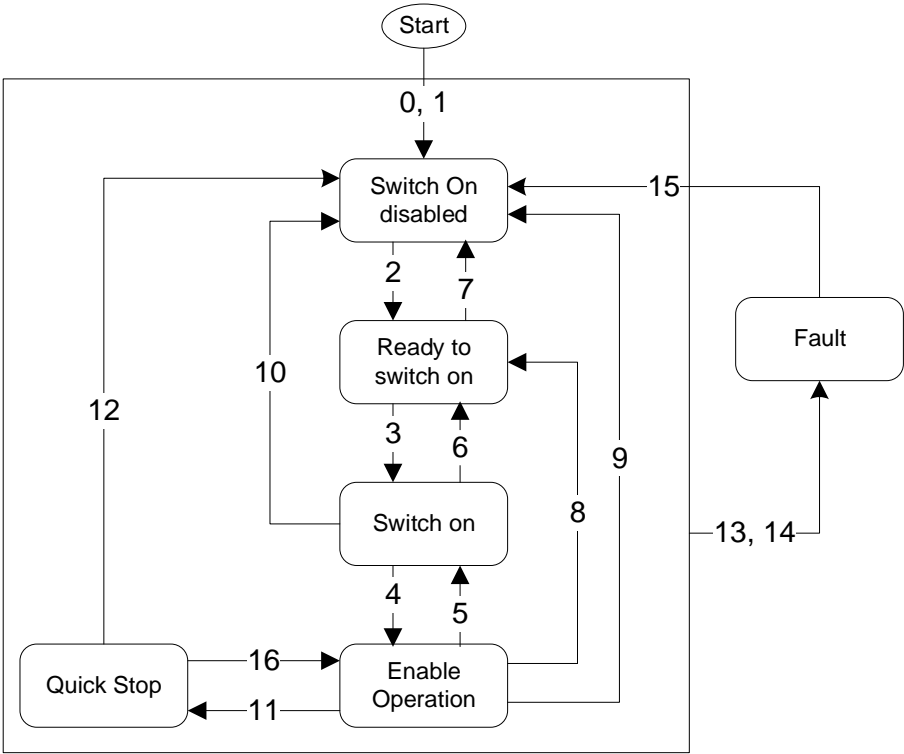 Start
0, 1
Switch On
disabled
15
2
7
Ready to
switch on
Fault
10
12
3
6
9
Switch on
8
13, 14
4
5
Quick Stop
16
11
Enable
Operation